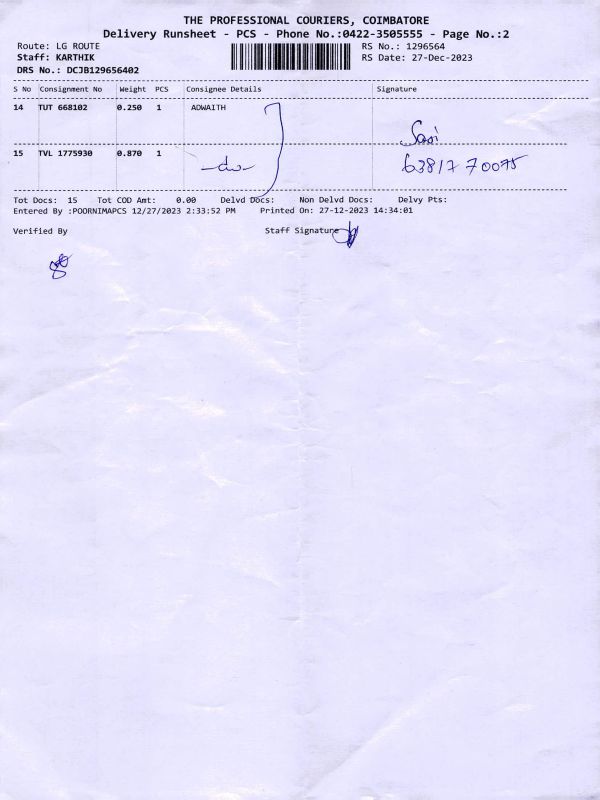 THE PROFESSIONAL COURIERS, COIMBATORE
Delivery Runsheet - PCS - Phone No.:0422-3505555 - Page No.:2
Route: LG ROUTE RS No.: 1296564
Staff: KARTHIK RS Date: 27-Dec-2023
DRS No.: DCJB129656402
S No Consignment No Weight PCS Consignee Details Signature
14 TUT 668102 0.250 1 ADWAITH
15 TVL 1775930 0.870 1
63817 70075
Tot Docs: 15 Tot COD Amt: 0.00 Delvd Docs: Non Delvd Docs: Delvy Pts:
Entered By :POORNIMAPCS 12/27/2023 2:33:52 PM Printed On: 27-12-2023 14:34:01
Verified By Staff Signature